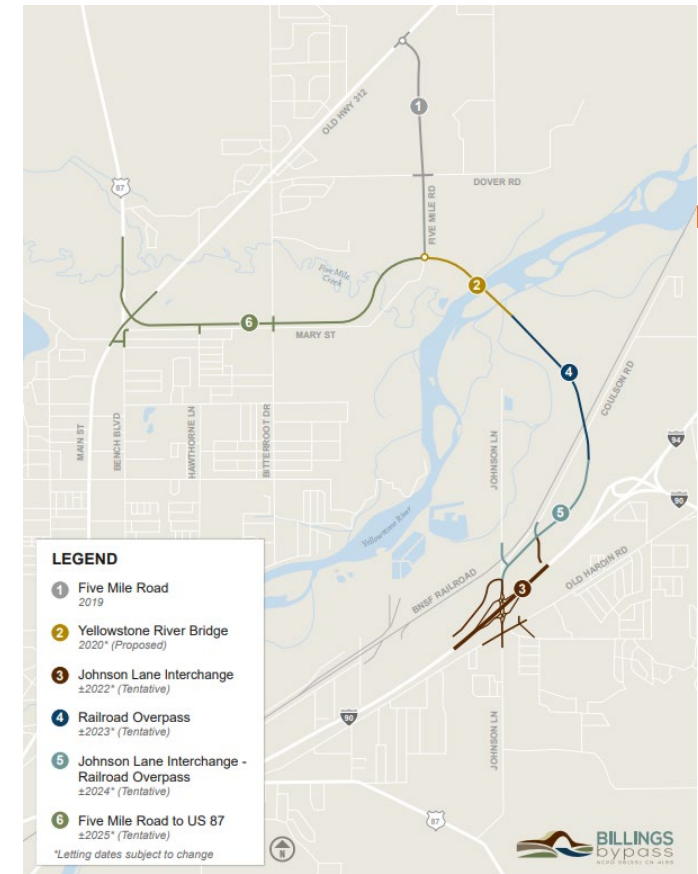 OLD HWY 312
1
87
DOVER RD
FIVE MILE RD
Five Mile
Creek
2
6
MARY ST
4
COULSON RD
MAIN ST
BENCH BLVD
HAWTHORNE LN
BITTERROOT DR
JOHNSON LN
94
90
5
Yellowstone River
BNSF RAILROAD
OLD HARDIN RD
3
90
JOHNSON LN
87
LEGEND
1 Five Mile Road
2019
2 Yellowstone River Bridge
2020* (Proposed)
3 Johnson Lane Interchange
±2022* (Tentative)
4 Railroad Overpass
±2023* (Tentative)
5 Johnson Lane Interchange -
Railroad Overpass
±2024* (Tentative)
6 Five Mile Road to US 87
±2025* (Tentative)
*Letting dates subject to change
N
BILLINGS
bypass